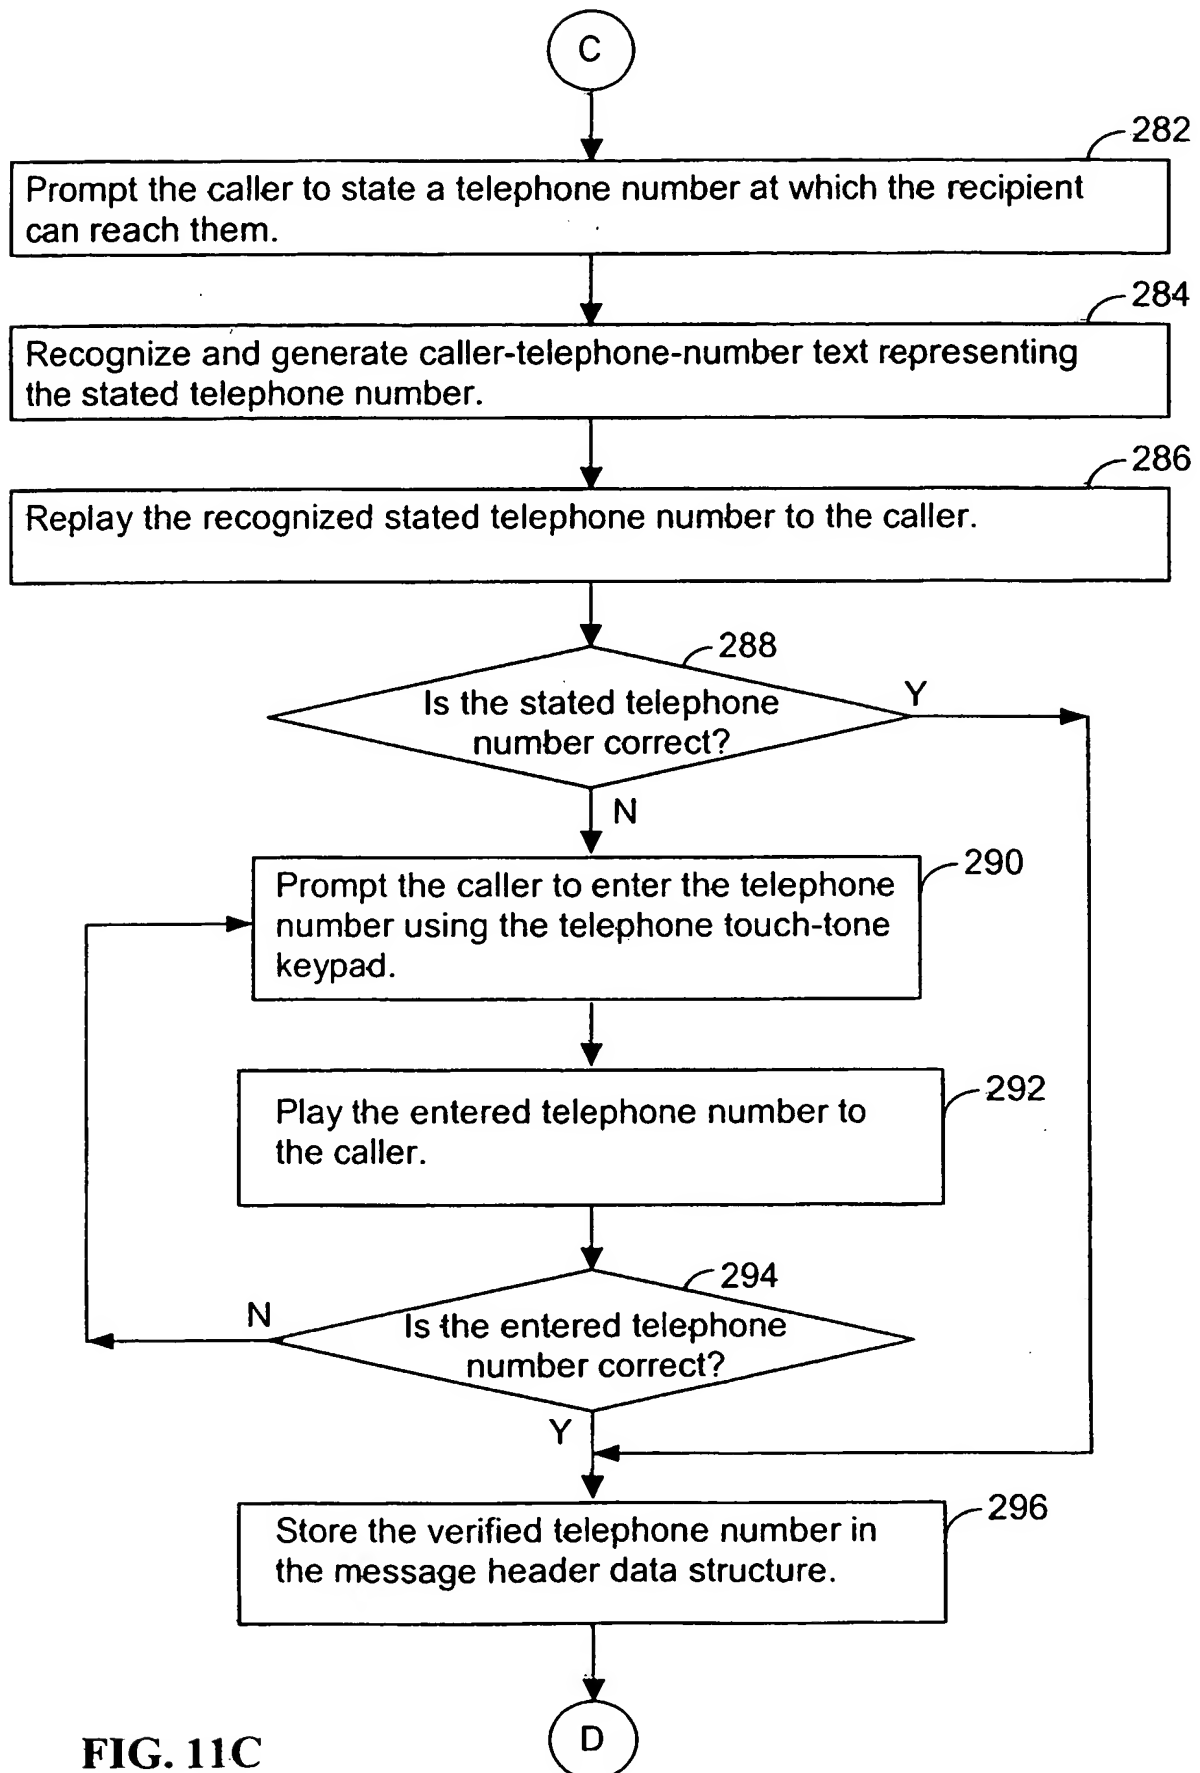 C
282
Prompt the caller to state a telephone number at which the recipient
can reach them.
284
Recognize and generate caller-telephone-number text representing
the stated telephone number.
286
Replay the recognized stated telephone number to the caller.
288
Is the stated telephone
number correct?
Y
N
290
Prompt the caller to enter the telephone
number using the telephone touch-tone
keypad.
292
Play the entered telephone number to
the caller.
294
N
Is the entered telephone
number correct?
Y
296
Store the verified telephone number in
the message header data structure.
D
FIG. 11C